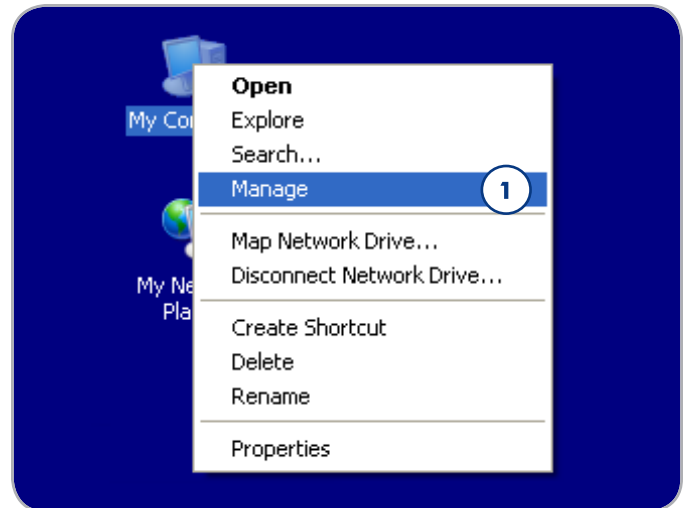 My Co
My Ne
Pla
Open
Explore
Search...
Manage
1
Map Network Drive...
Disconnect Network Drive...
Create Shortcut
Delete
Rename
Properties